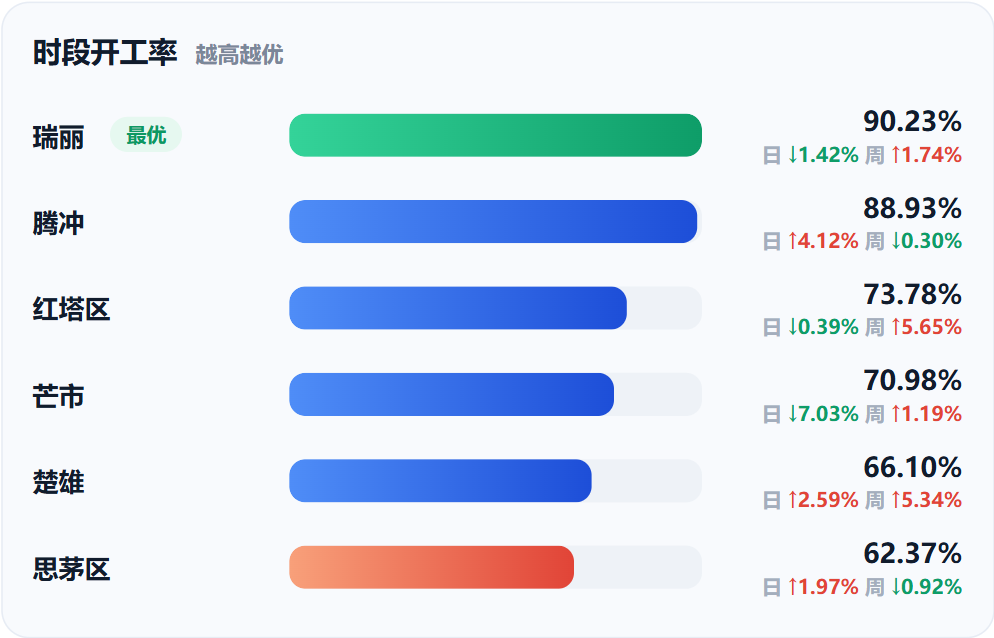 时段开工率 越高越优
瑞丽 最优 90.23%
日 ↓1.42% 周 ↑1.74%
腾冲 88.93%
日 ↑4.12% 周 ↓0.30%
红塔区 73.78%
日 ↓0.39% 周 ↑5.65%
芒市 70.98%
日 ↓7.03% 周 ↑1.19%
楚雄 66.10%
日 ↑2.59% 周 ↑5.34%
思茅区 62.37%
日 ↑1.97% 周 ↓0.92%